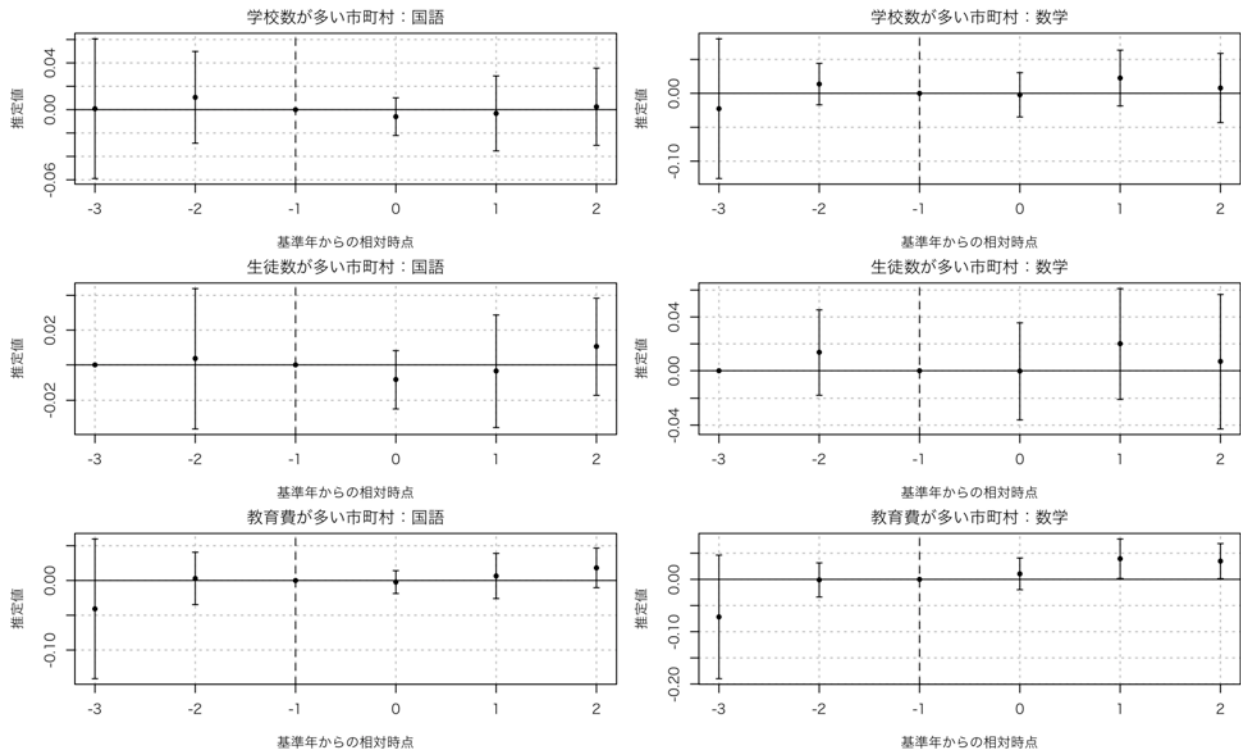 学校数が多い市町村：国語
推定値
0.04
0.00
-0.06
-3 -2 -1 0 1 2
基準年からの相対時点
学校数が多い市町村：数学
推定値
0.00
-0.10
-3 -2 -1 0 1 2
基準年からの相対時点
生徒数が多い市町村：国語
推定値
0.02
-0.02
-3 -2 -1 0 1 2
基準年からの相対時点
生徒数が多い市町村：数学
推定値
0.04
0.00
-0.04
-3 -2 -1 0 1 2
基準年からの相対時点
教育費が多い市町村：国語
推定値
0.00
-0.10
-3 -2 -1 0 1 2
基準年からの相対時点
教育費が多い市町村：数学
推定値
0.00
-0.10
-0.20
-3 -2 -1 0 1 2
基準年からの相対時点